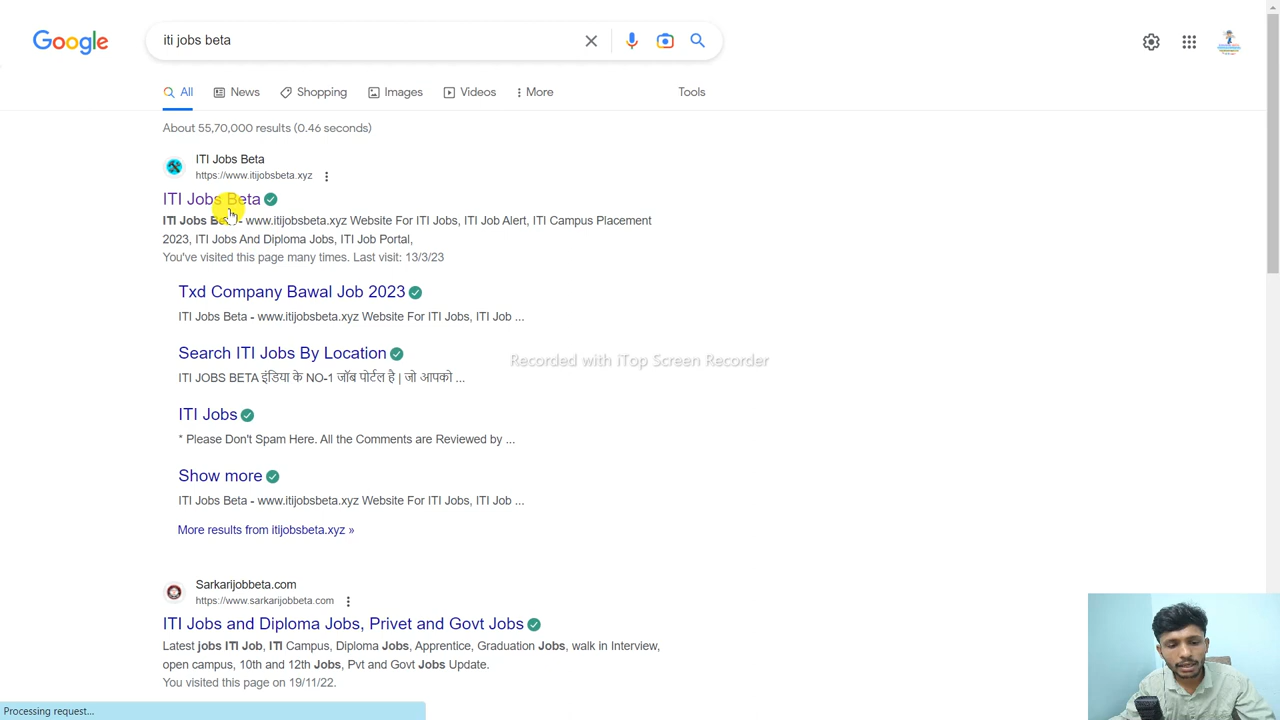 Google
iti jobs beta
All
News
Shopping
Images
Videos
More
Tools
About 55,70,000 results (0.46 seconds)
ITI Jobs Beta
https://www.itijobsbeta.xyz
ITI Jobs Beta
ITI Jobs - www.itijobsbeta.xyz Website For ITI Jobs, ITI Job Alert, ITI Campus Placement
2023, ITI Jobs And Diploma Jobs, ITI Job Portal,
You've visited this page many times. Last visit: 13/3/23
Txd Company Bawal Job 2023
ITI Jobs Beta - www.itijobsbeta.xyz Website For ITI Jobs, ITI Job ...
Search ITI Jobs By Location
ITI JOBS BETA इंडिया के NO-1 जॉब पोर्टल है | जो आपको ...
Recorded with iTop Screen Recorder
ITI Jobs
* Please Don't Spam Here. All the Comments are Reviewed by ...
Show more
ITI Jobs Beta - www.itijobsbeta.xyz Website For ITI Jobs, ITI Job ...
More results from itijobsbeta.xyz »
Sarkarijobbeta.com
https://www.sarkarijobbeta.com
ITI Jobs and Diploma Jobs, Privet and Govt Jobs
Latest jobs ITI Job, ITI Campus, Diploma Jobs, Apprentice, Graduation Jobs, walk in Interview,
open campus, 10th and 12th Jobs, Pvt and Govt Jobs Update.
You visited this page on 19/11/22.
Processing request...